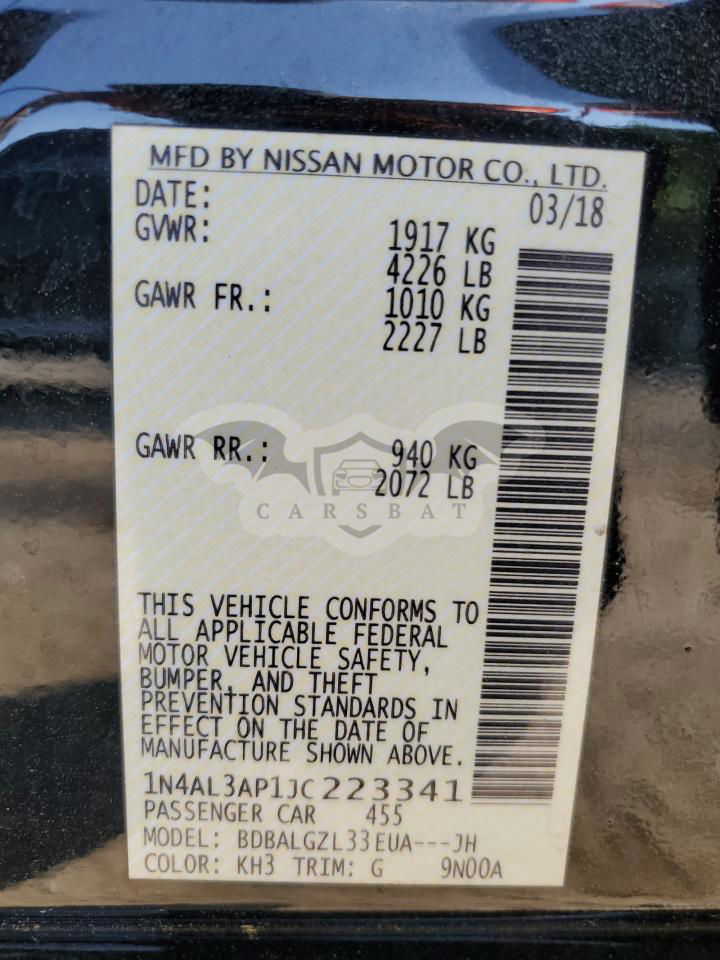 MFD BY NISSAN MOTOR CO., LTD.
DATE: 03/18
GVWR: 1917 KG
4226 LB
GAWR FR.: 1010 KG
2227 LB
GAWR RR.: 940 KG
2072 LB
CARSBAT
THIS VEHICLE CONFORMS TO
ALL APPLICABLE FEDERAL
MOTOR VEHICLE SAFETY,
BUMPER, AND THEFT
PREVENTION STANDARDS IN
EFFECT ON THE DATE OF
MANUFACTURE SHOWN ABOVE.
1N4AL3AP1JC223341
PASSENGER CAR 455
MODEL: BDBALGZL33EUA---JH
COLOR: KH3 TRIM: G 9N00A